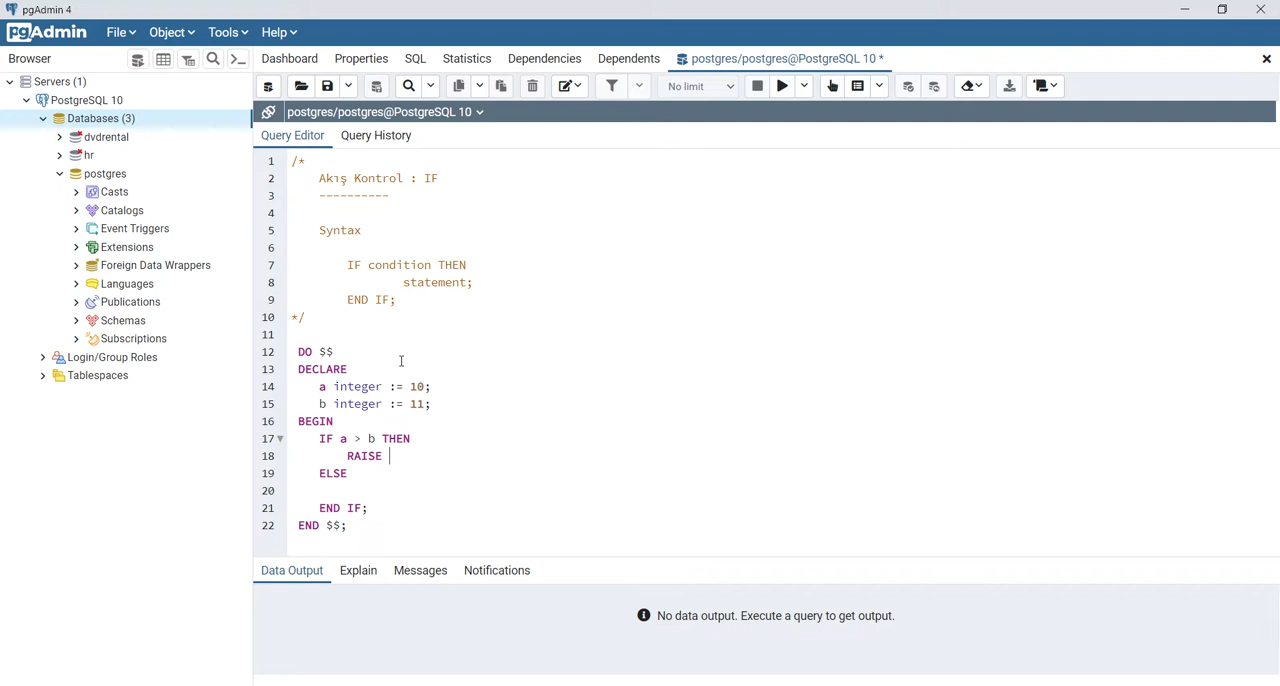 pgAdmin 4
pgAdmin File Object Tools Help
Browser
Dashboard Properties SQL Statistics Dependencies Dependents postgres/postgres@PostgreSQL 10 *
Servers (1)
PostgreSQL 10
Databases (3)
dvdrental
hr
postgres
Casts
Catalogs
Event Triggers
Extensions
Foreign Data Wrappers
Languages
Publications
Schemas
Subscriptions
Login/Group Roles
Tablespaces
No limit
postgres/postgres@PostgreSQL 10
Query Editor Query History
1 /*
2 Akış Kontrol : IF
3 ----------
4
5 Syntax
6
7 IF condition THEN
8 statement;
9 END IF;
10 */
11
12 DO $$
13 DECLARE
14 a integer := 10;
15 b integer := 11;
16 BEGIN
17 IF a > b THEN
18 RAISE
19 ELSE
20
21 END IF;
22 END $$;
Data Output Explain Messages Notifications
No data output. Execute a query to get output.